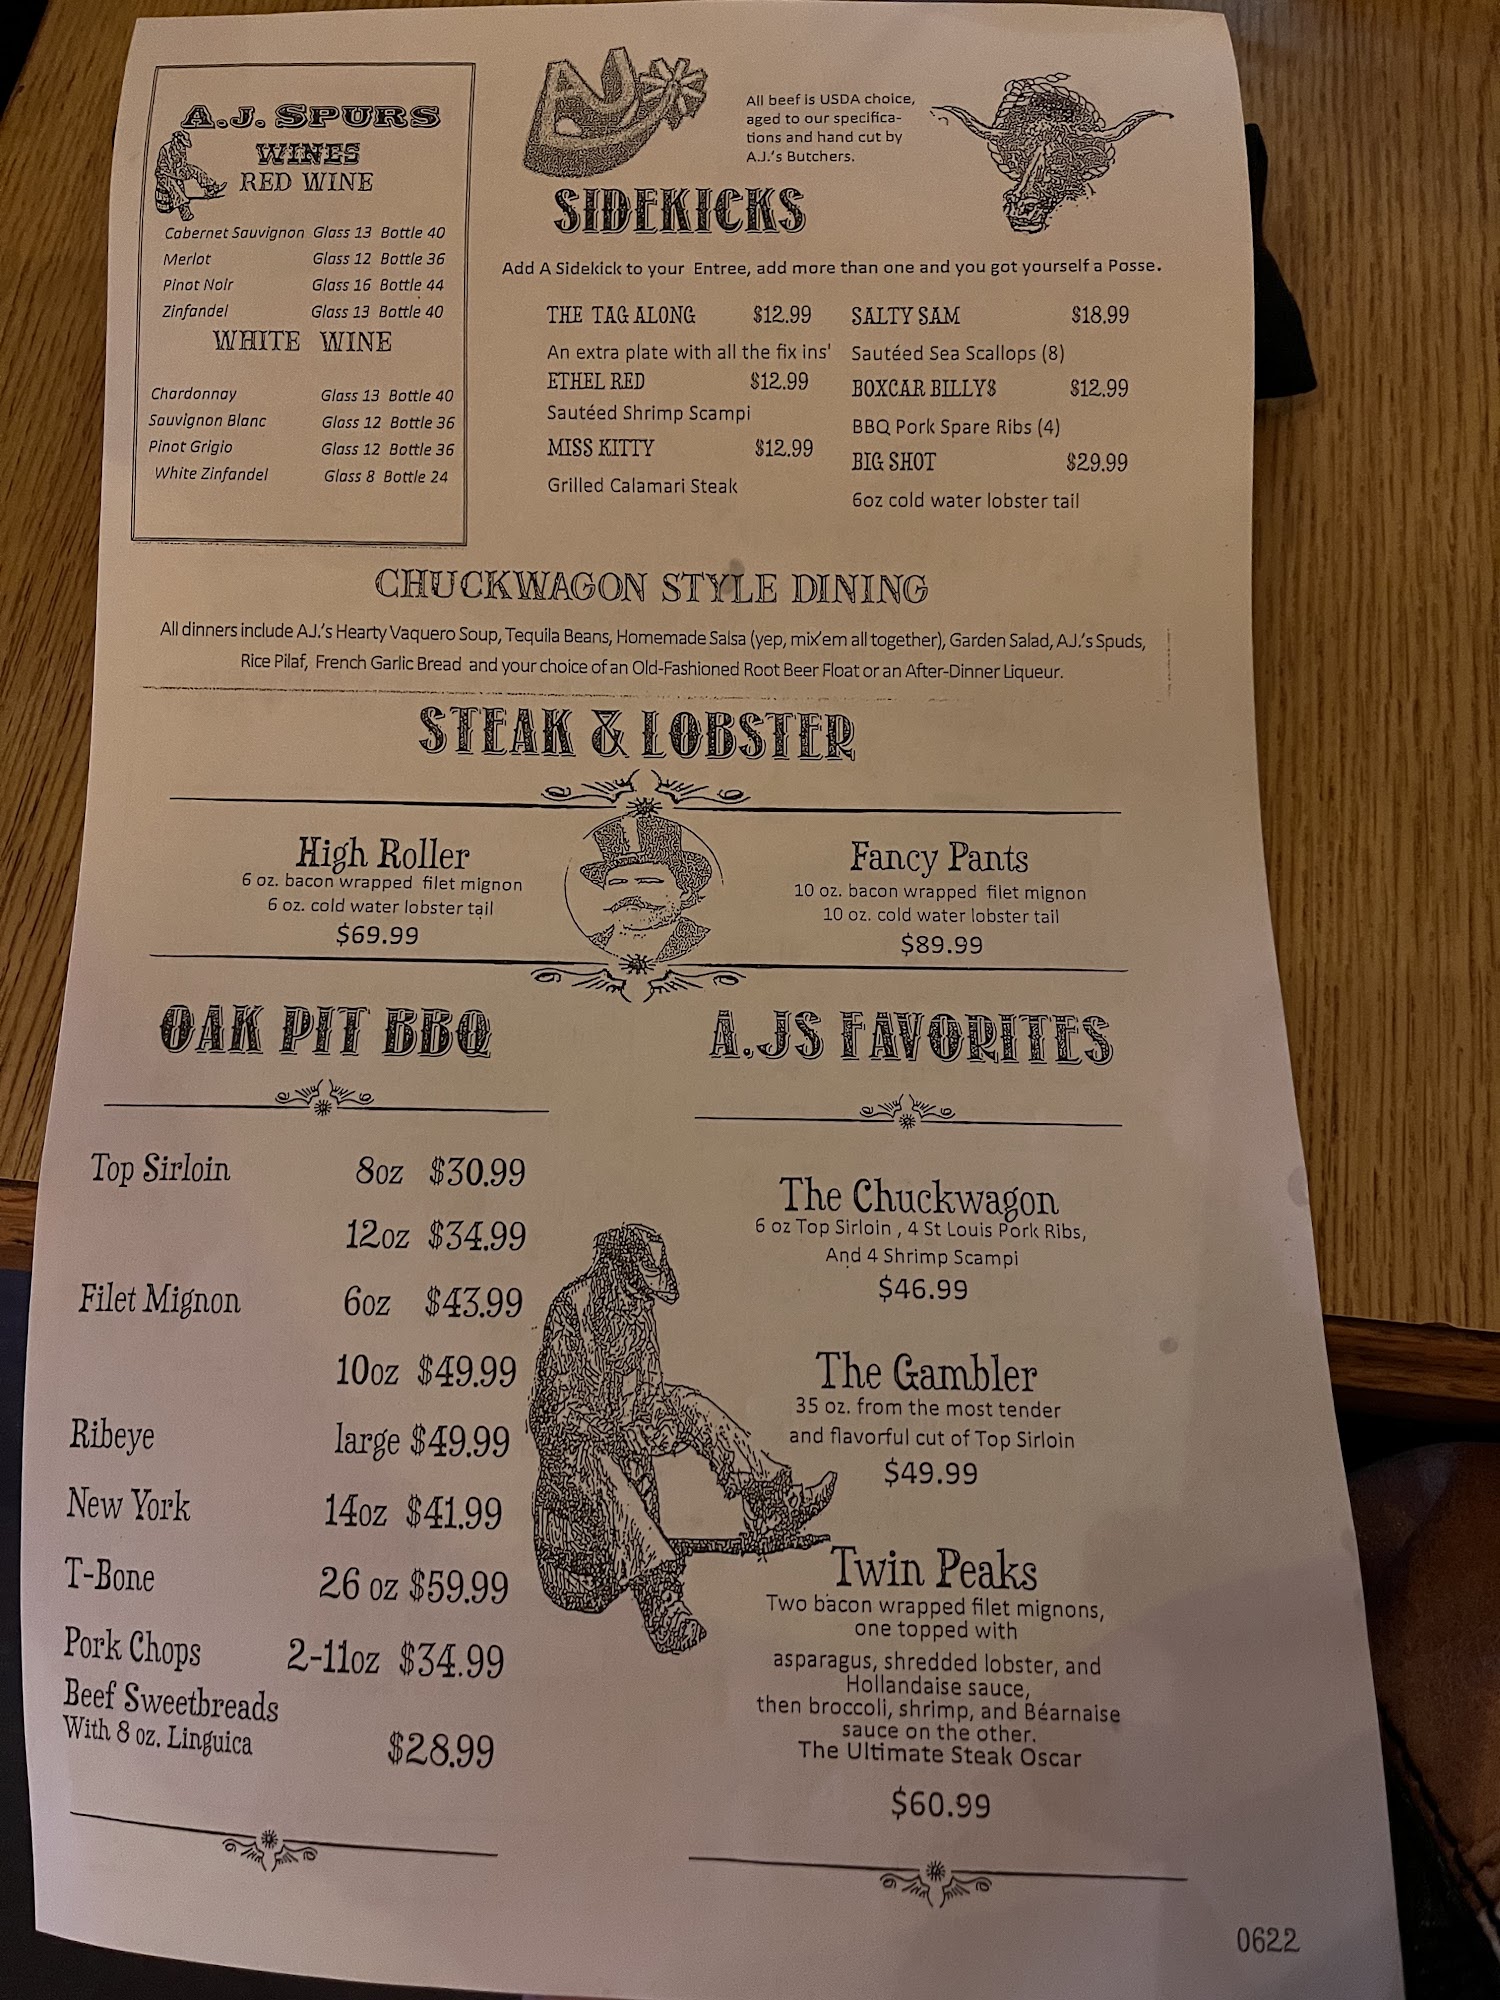 A.J. SPURS
WINES
RED WINE
Cabernet Sauvignon Glass 13 Bottle 40
Merlot Glass 12 Bottle 36
Pinot Noir Glass 16 Bottle 44
Zinfandel Glass 13 Bottle 40
WHITE WINE
Chardonnay Glass 13 Bottle 40
Sauvignon Blanc Glass 12 Bottle 36
Pinot Grigio Glass 12 Bottle 36
White Zinfandel Glass 8 Bottle 24
AJ
All beef is USDA choice,
aged to our specifica-
tions and hand cut by
A.J.'s Butchers.
SIDEKICKS
Add A Sidekick to your Entree, add more than one and you got yourself a Posse.
THE TAG ALONG $12.99
An extra plate with all the fix ins'
ETHEL RED $12.99
Sautéed Shrimp Scampi
MISS KITTY $12.99
Grilled Calamari Steak
SALTY SAM $18.99
Sautéed Sea Scallops (8)
BOXCAR BILLYS $12.99
BBQ Pork Spare Ribs (4)
BIG SHOT $29.99
6oz cold water lobster tail
CHUCKWAGON STYLE DINING
All dinners include A.J.'s Hearty Vaquero Soup, Tequila Beans, Homemade Salsa (yep, mix'em all together), Garden Salad, A.J.'s Spuds,
Rice Pilaf, French Garlic Bread and your choice of an Old-Fashioned Root Beer Float or an After-Dinner Liqueur.
STEAK & LOBSTER
High Roller
6 oz. bacon wrapped filet mignon
6 oz. cold water lobster tail
$69.99
Fancy Pants
10 oz. bacon wrapped filet mignon
10 oz. cold water lobster tail
$89.99
OAK PIT BBQ
Top Sirloin 8oz $30.99
12oz $34.99
Filet Mignon 6oz $43.99
10oz $49.99
Ribeye large $49.99
New York 14oz $41.99
T-Bone 26 oz $59.99
Pork Chops 2-11oz $34.99
Beef Sweetbreads
With 8 oz. Linguica $28.99
A.JS FAVORITES
The Chuckwagon
6 oz Top Sirloin , 4 St Louis Pork Ribs,
And 4 Shrimp Scampi
$46.99
The Gambler
35 oz. from the most tender
and flavorful cut of Top Sirloin
$49.99
Twin Peaks
Two bacon wrapped filet mignons,
one topped with
asparagus, shredded lobster, and
Hollandaise sauce,
then broccoli, shrimp, and Béarnaise
sauce on the other.
The Ultimate Steak Oscar
$60.99
0622